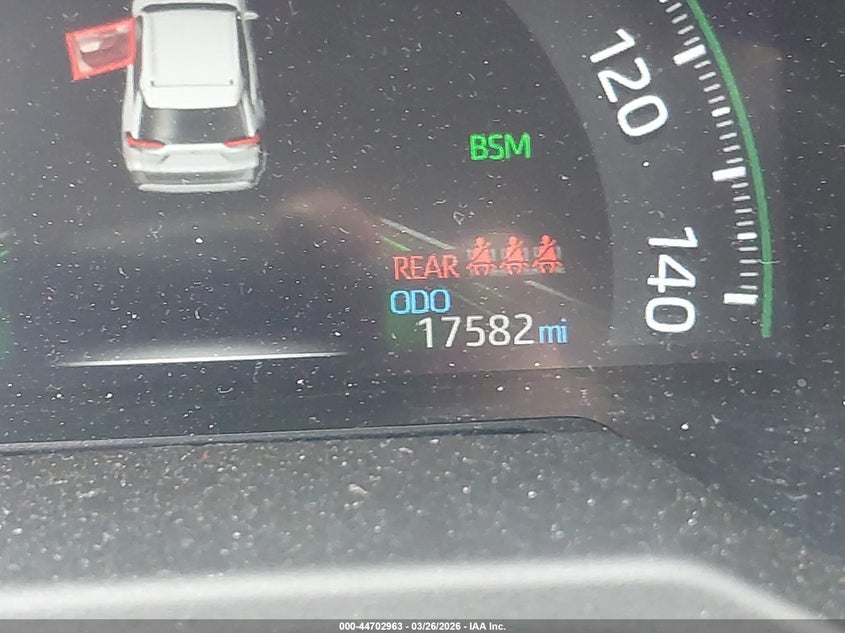 120
BSM
140
REAR
ODO
17582 mi
000-44702963 - 03/26/2026 - IAA Inc.